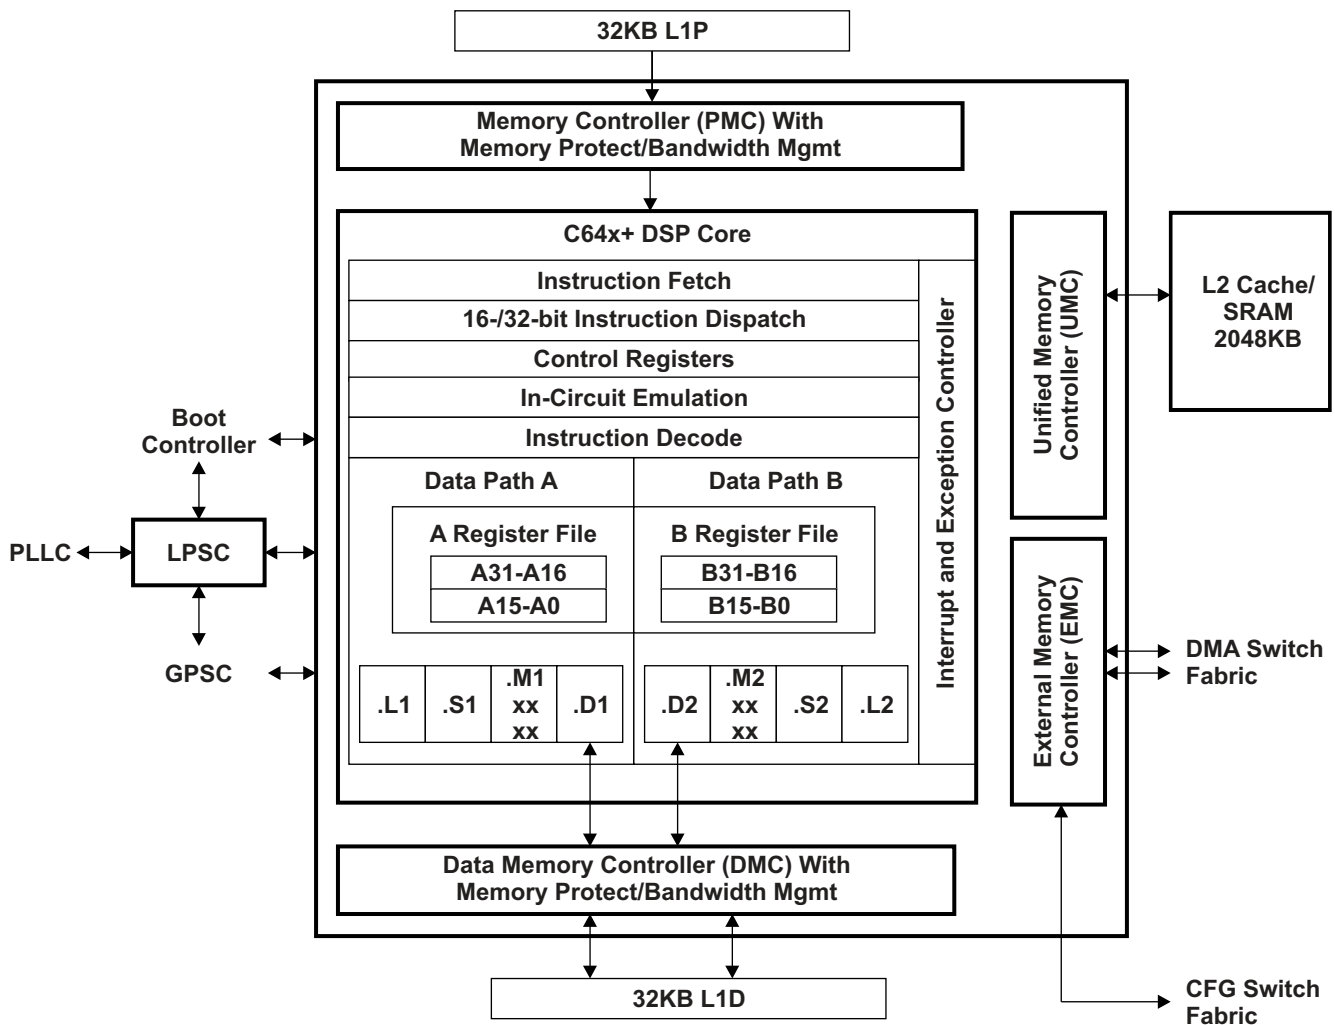 32KB L1P
Memory Controller (PMC) With
Memory Protect/Bandwidth Mgmt
C64x+ DSP Core
Instruction Fetch
16-/32-bit Instruction Dispatch
Control Registers
In-Circuit Emulation
Instruction Decode
Data Path A
Data Path B
A Register File
A31-A16
A15-A0
B Register File
B31-B16
B15-B0
.L1
.S1
.M1
xx
xx
.D1
.D2
.M2
xx
xx
.S2
.L2
Interrupt and Exception Controller
Data Memory Controller (DMC) With
Memory Protect/Bandwidth Mgmt
32KB L1D
Boot
Controller
PLLC
LPSC
GPSC
Unified Memory
Controller (UMC)
L2 Cache/
SRAM
2048KB
External Memory
Controller (EMC)
DMA Switch
Fabric
CFG Switch
Fabric